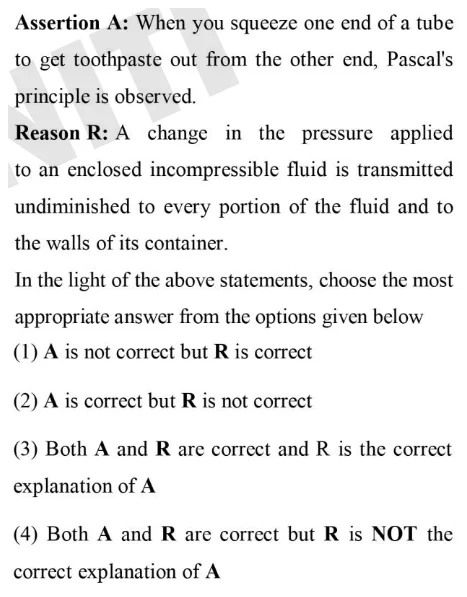 Assertion A: When you squeeze one end of a tube
to get toothpaste out from the other end, Pascal's
principle is observed.
Reason R: A change in the pressure applied
to an enclosed incompressible fluid is transmitted
undiminished to every portion of the fluid and to
the walls of its container.
In the light of the above statements, choose the most
appropriate answer from the options given below
(1) A is not correct but R is correct
(2) A is correct but R is not correct
(3) Both A and R are correct and R is the correct
explanation of A
(4) Both A and R are correct but R is NOT the
correct explanation of A